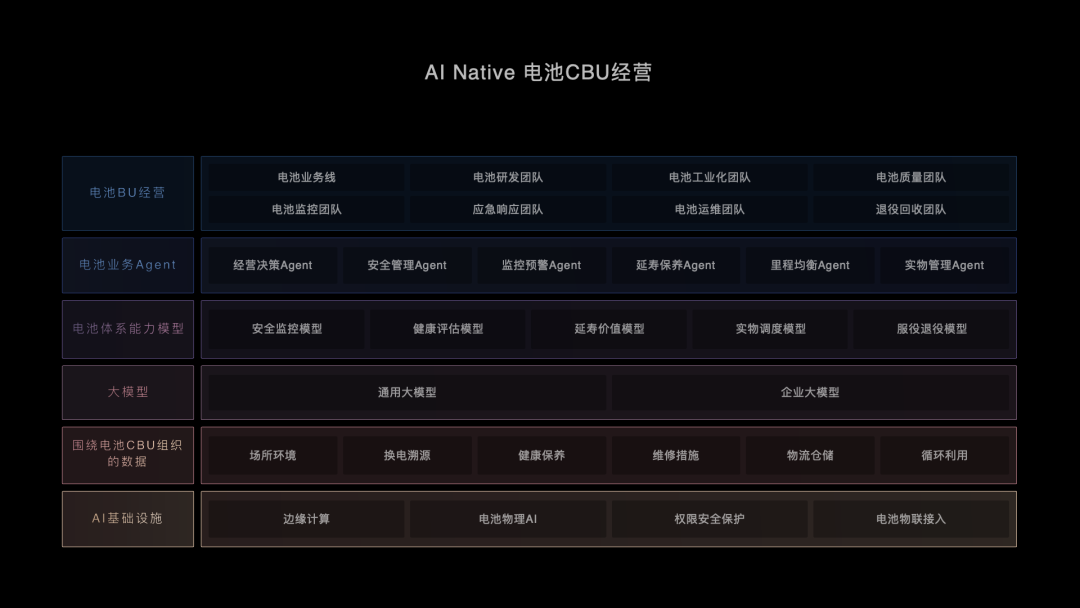 AI Native 电池CBU经营
电池BU经营
电池业务线 电池研发团队 电池工业化团队 电池质量团队
电池监控团队 应急响应团队 电池运维团队 退役回收团队
电池业务Agent
经营决策Agent 安全管理Agent 监控预警Agent 延寿保养Agent 里程均衡Agent 实物管理Agent
电池体系能力模型
安全监控模型 健康评估模型 延寿价值模型 实物调度模型 服役退役模型
大模型
通用大模型 企业大模型
围绕电池CBU组织
的数据
场所环境 换电溯源 健康保养 维修措施 物流仓储 循环利用
AI基础设施
边缘计算 电池物理AI 权限安全保护 电池物联接入